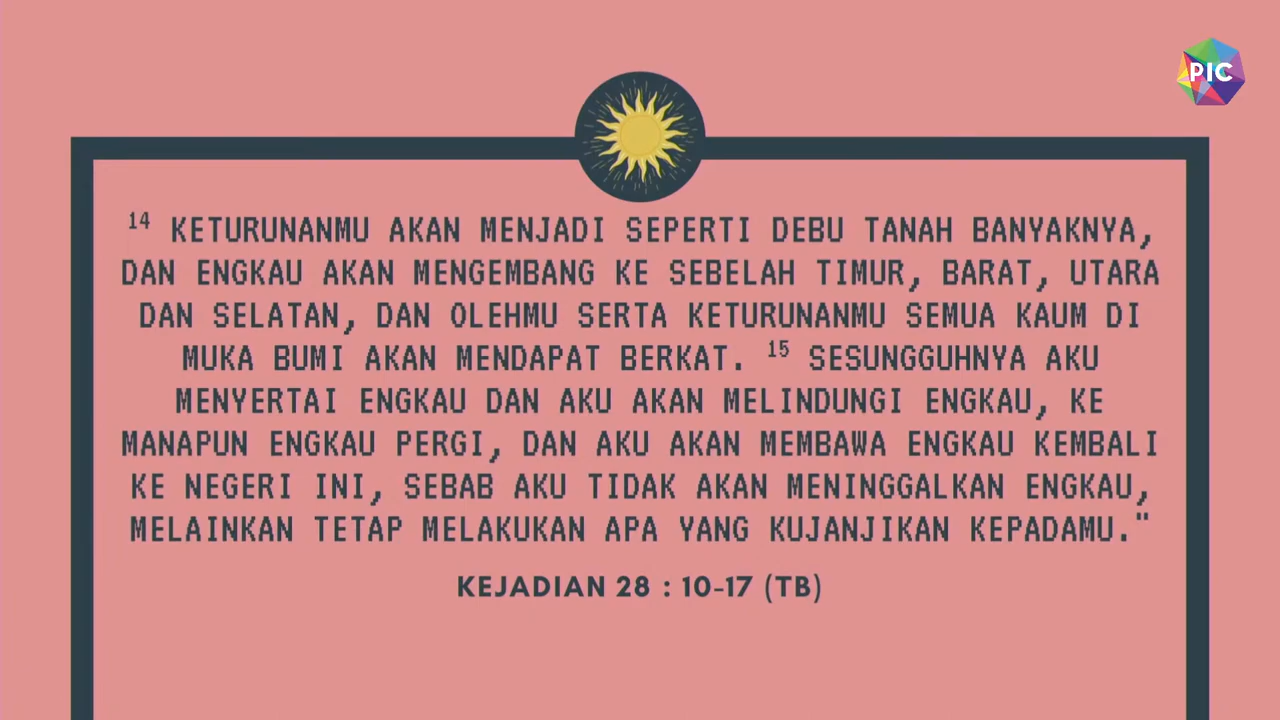 PIC
14 KETURUNANMU AKAN MENJADI SEPERTI DEBU TANAH BANYAKNYA,
DAN ENGKAU AKAN MENGEMBANG KE SEBELAH TIMUR, BARAT, UTARA
DAN SELATAN, DAN OLEHMU SERTA KETURUNANMU SEMUA KAUM DI
MUKA BUMI AKAN MENDAPAT BERKAT. 15 SESUNGGUHNYA AKU
MENYERTAI ENGKAU DAN AKU AKAN MELINDUNGI ENGKAU, KE
MANAPUN ENGKAU PERGI, DAN AKU AKAN MEMBAWA ENGKAU KEMBALI
KE NEGERI INI, SEBAB AKU TIDAK AKAN MENINGGALKAN ENGKAU,
MELAINKAN TETAP MELAKUKAN APA YANG KUJANJIKAN KEPADAMU."
KEJADIAN 28 : 10-17 (TB)